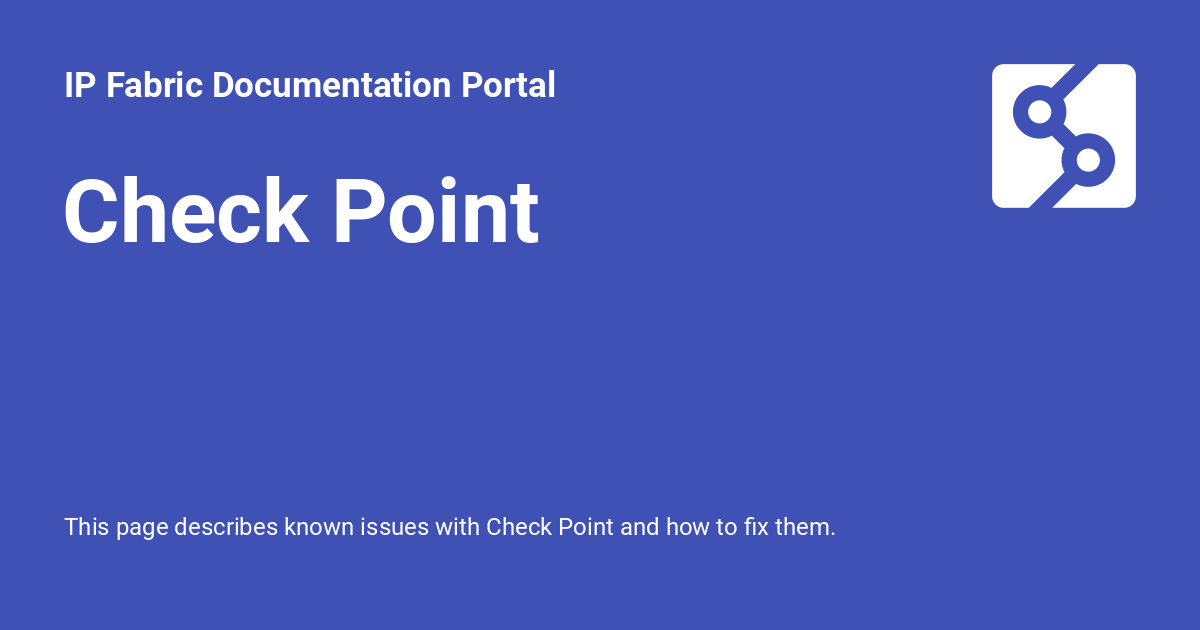 IP Fabric Documentation Portal
Check Point
This page describes known issues with Check Point and how to fix them.